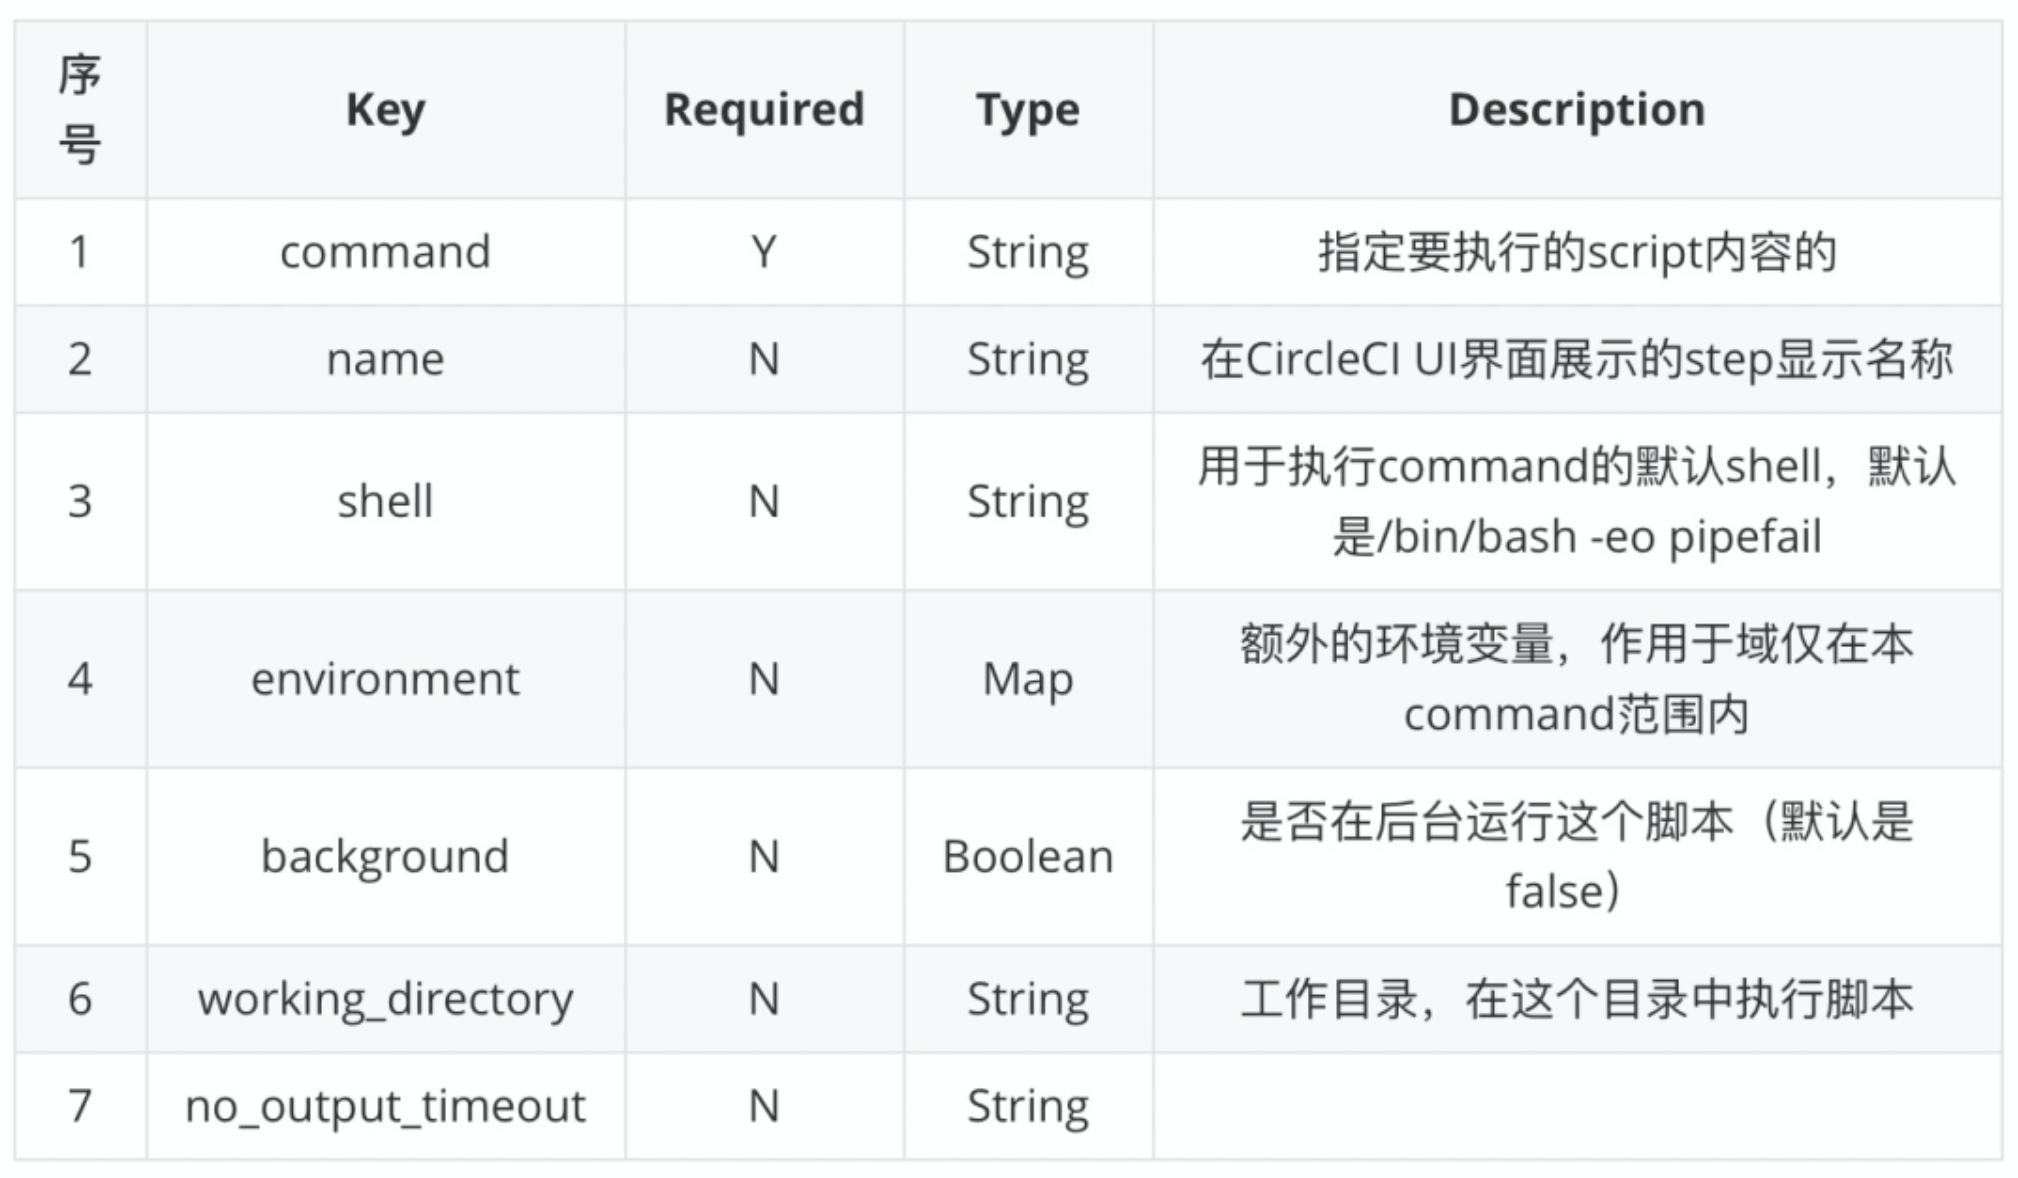 序
号
Key
Required
Type
Description
1
command
Y
String
指定要执行的script内容的
2
name
N
String
在CircleCI UI界面展示的step显示名称
3
shell
N
String
用于执行command的默认shell，默认
是/bin/bash -eo pipefail
4
environment
N
Map
额外的环境变量，作用于域仅在本
command范围内
5
background
N
Boolean
是否在后台运行这个脚本（默认是
false）
6
working_directory
N
String
工作目录，在这个目录中执行脚本
7
no_output_timeout
N
String